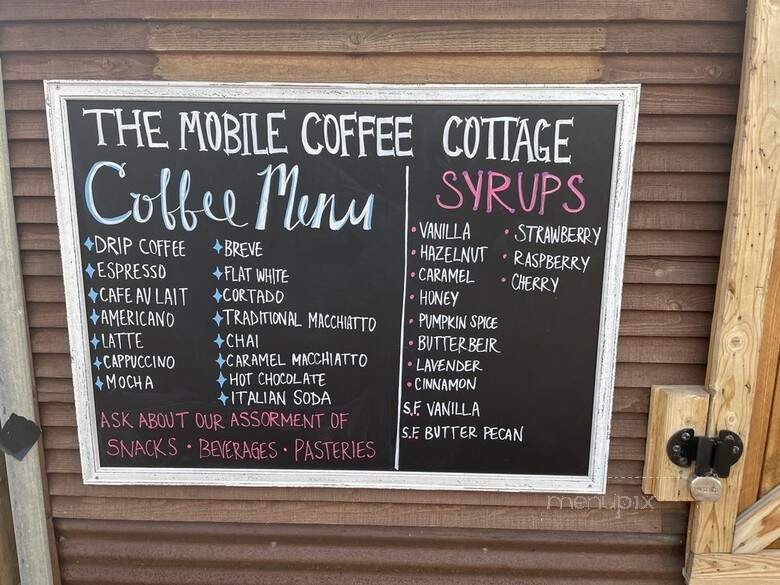 THE MOBILE COFFEE COTTAGE
Coffee Menu
DRIP COFFEE
ESPRESSO
CAFE AU LAIT
AMERICANO
LATTE
CAPPUCCINO
MOCHA
BREVE
FLAT WHITE
CORTADO
TRADITIONAL MACCHIATTO
CHAI
CARAMEL MACCHIATTO
HOT CHOCOLATE
ITALIAN SODA
ASK ABOUT OUR ASSORMENT OF
SNACKS • BEVERAGES • PASTERIES
SYRUPS
• VANILLA
• HAZELNUT
• CARAMEL
• HONEY
• PUMPKIN SPICE
• BUTTERBEIR
• LAVENDER
• CINNAMON
S.F. VANILLA
S.F. BUTTER PECAN
• STRAWBERRY
• RASPBERRY
• CHERRY
menupix